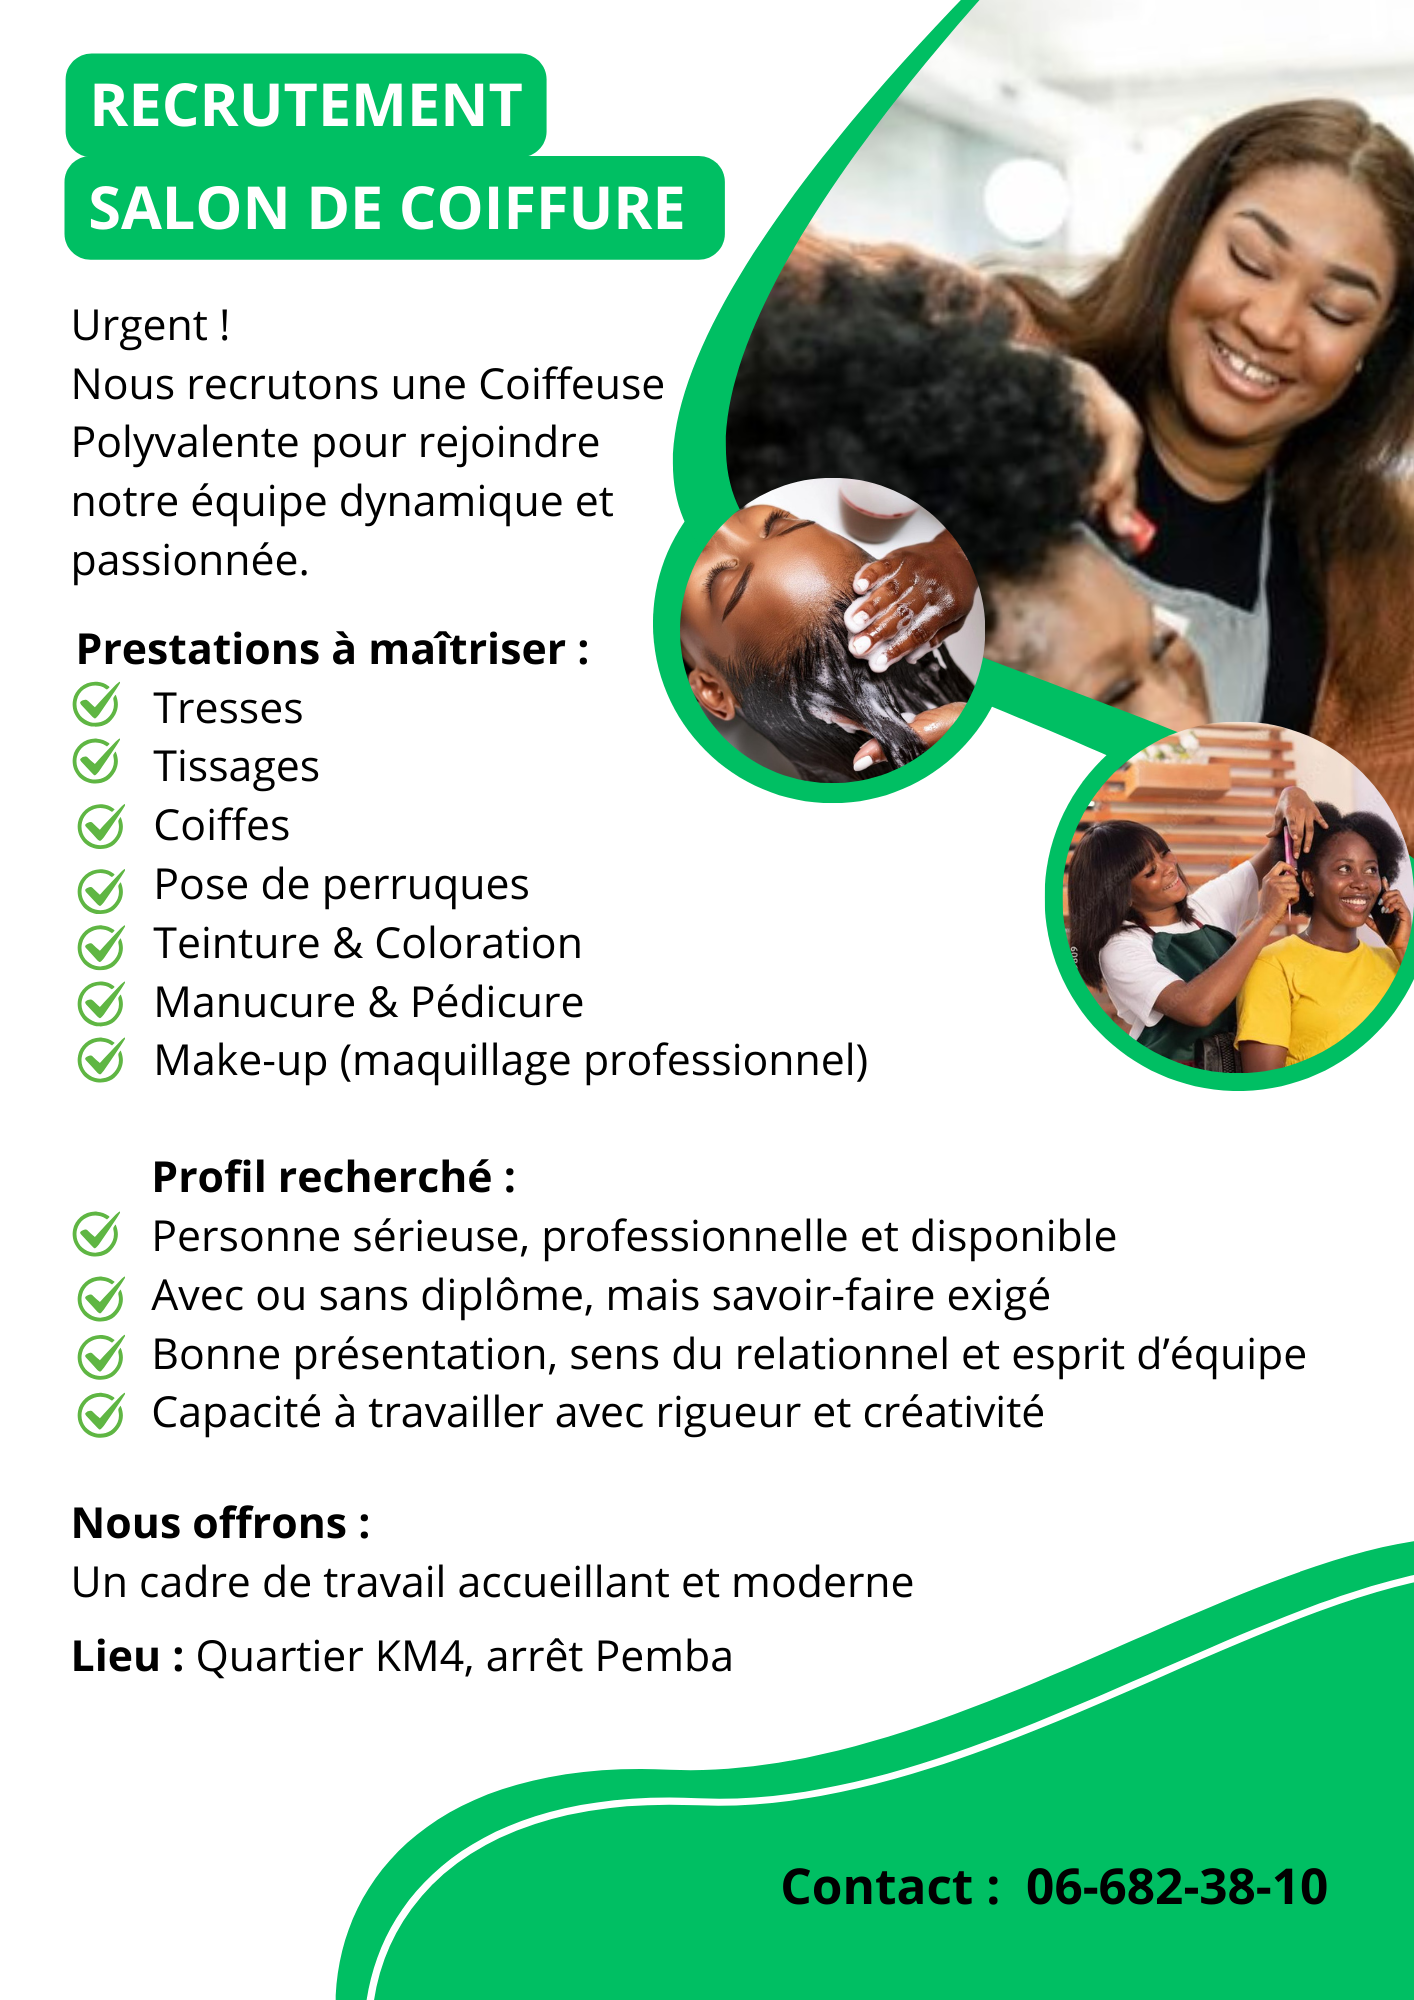 RECRUTEMENT
SALON DE COIFFURE
Urgent !
Nous recrutons une Coiffeuse
Polyvalente pour rejoindre
notre équipe dynamique et
passionnée.
Prestations à maîtriser :
Tresses
Tissages
Coiffes
Pose de perruques
Teinture & Coloration
Manucure & Pédicure
Make-up (maquillage professionnel)
Profil recherché :
Personne sérieuse, professionnelle et disponible
Avec ou sans diplôme, mais savoir-faire exigé
Bonne présentation, sens du relationnel et esprit d’équipe
Capacité à travailler avec rigueur et créativité
Nous offrons :
Un cadre de travail accueillant et moderne
Lieu : Quartier KM4, arrêt Pemba
Contact : 06-682-38-10